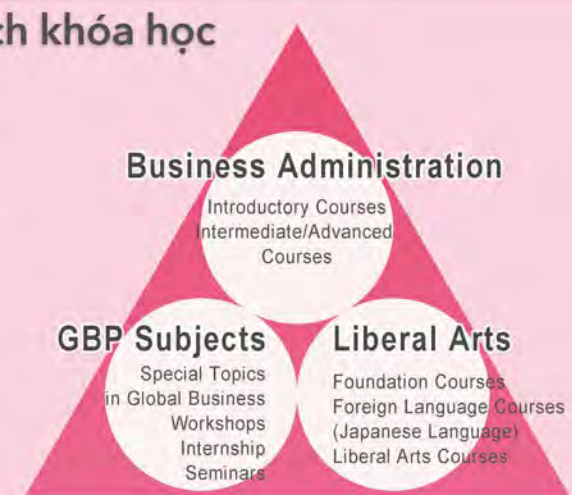 ch khóa học
Business Administration
Introductory Courses
Intermediate/Advanced
Courses
GBP Subjects
Special Topics
in Global Business
Workshops
Internship
Seminars
Liberal Arts
Foundation Courses
Foreign Language Courses
(Japanese Language)
Liberal Arts Courses